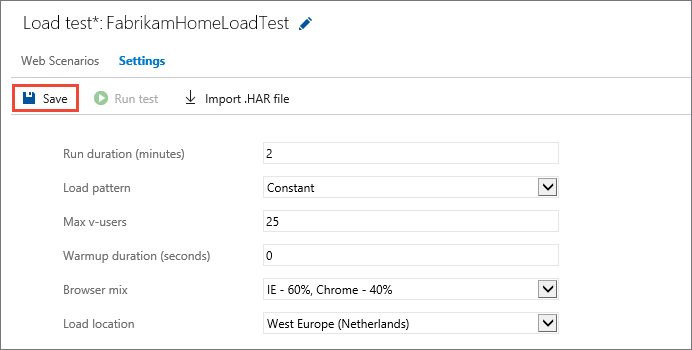 Load test*: FabrikamHomeLoadTest
Web Scenarios Settings
Save Run test Import .HAR file
Run duration (minutes) 2
Load pattern Constant
Max v-users 25
Warmup duration (seconds) 0
Browser mix IE - 60%, Chrome - 40%
Load location West Europe (Netherlands)